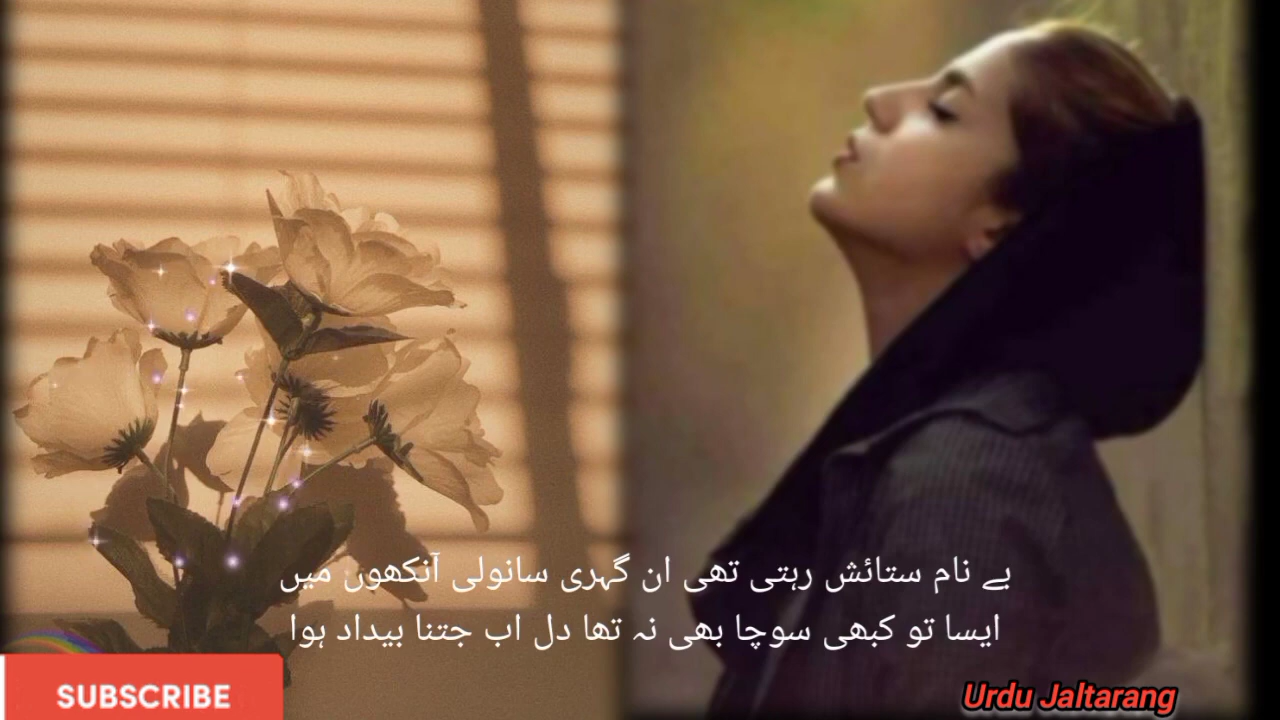 بے نام ستائش رہتی تھی ان گہری سانولی آنکھوں میں
ایسا تو کبھی سوچا بھی نہ تھا دل اب جتنا بیداد ہوا
SUBSCRIBE
Urdu Jaltarang